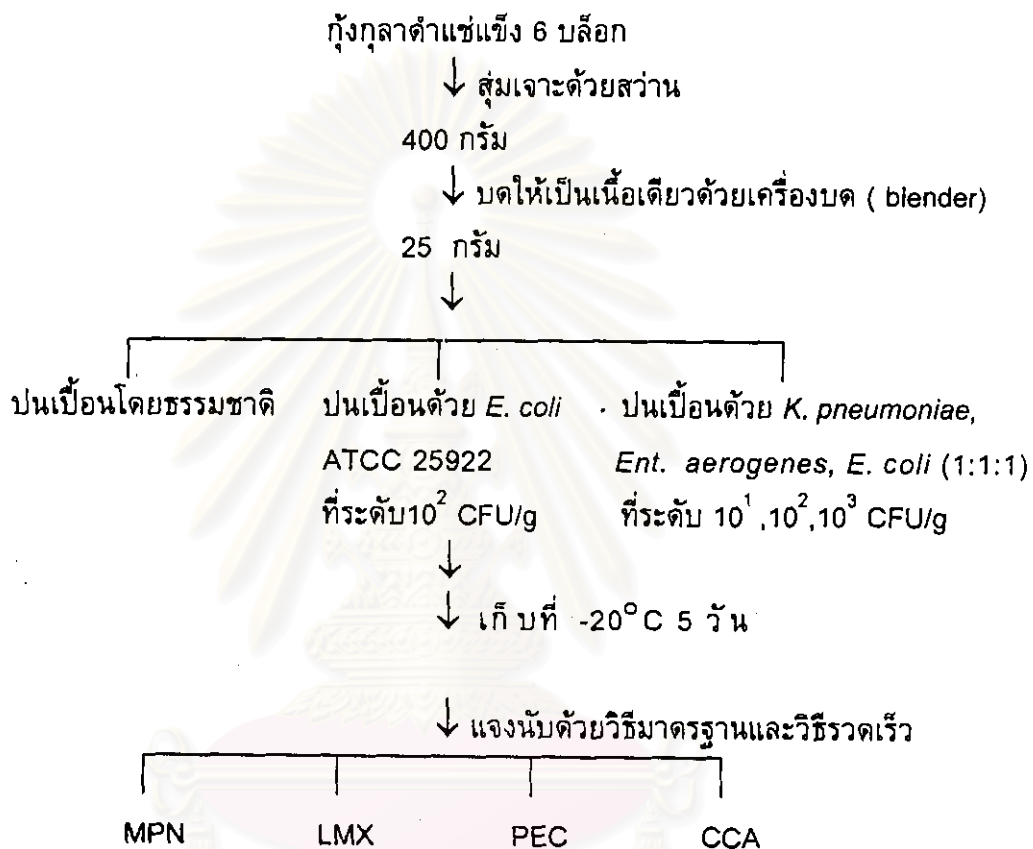 กุ้งกุลาดำแช่แข็ง 6 บล็อก
สุ่มเจาะด้วยสว่าน
400 กรัม
บดให้เป็นเนื้อเดียวด้วยเครื่องบด ( blender)
25 กรัม
ปนเปื้อนโดยธรรมชาติ ปนเปื้อนด้วย E. coli ปนเปื้อนด้วย K. pneumoniae,
ATCC 25922 Ent. aerogenes, E. coli (1:1:1)
ที่ระดับ10² CFU/g ที่ระดับ 10¹ ,10²,10³ CFU/g
เก็บที่ -20°C 5 วัน
แจงนับด้วยวิธีมาตรฐานและวิธีรวดเร็ว
MPN LMX PEC CCA